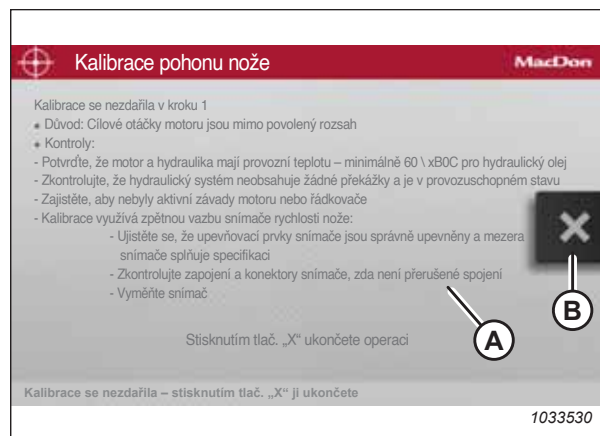 Kalibrace pohonu nože
MacDon
Kalibrace se nezdařila v kroku 1
• Důvod: Cílové otáčky motoru jsou mimo povolený rozsah
• Kontroly:
- Potvrďte, že motor a hydraulika mají provozní teplotu – minimálně 60 \ xB0C pro hydraulický olej
- Zkontrolujte, že hydraulický systém neobsahuje žádné překážky a je v provozuschopném stavu
- Zajistěte, aby nebyly aktivní závady motoru nebo řádkovače
- Kalibrace využívá zpětnou vazbu snímače rychlosti nože:
- Ujistěte se, že upevňovací prvky snímače jsou správně upevněny a mezera
snímače splňuje specifikaci
- Zkontrolujte zapojení a konektory snímače, zda není přerušené spojení
- Vyměňte snímač
B
A
Stisknutím tlač. „X“ ukončete operaci
Kalibrace se nezdařila – stisknutím tlač. „X“ ji ukončete
1033530